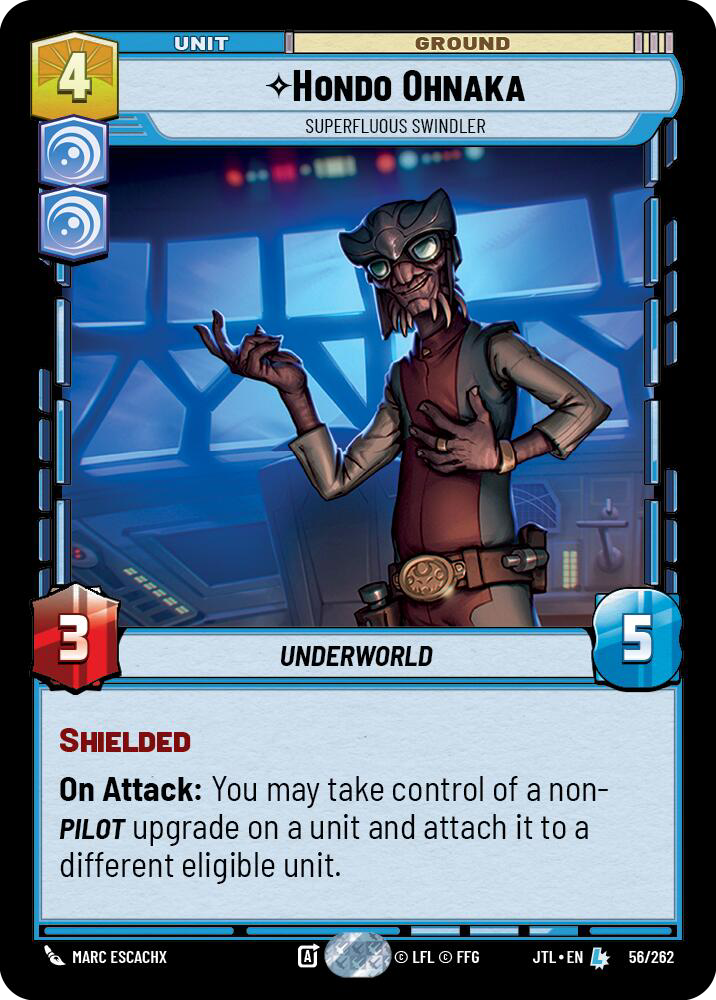 UNIT
GROUND
4
✧HONDO OHNAKA
SUPERFLUOUS SWINDLER
3
UNDERWORLD
5
SHIELDED
On Attack: You may take control of a non-
PILOT upgrade on a unit and attach it to a
different eligible unit.
MARC ESCACHX
A
© LFL © FFG
JTL • EN
L
56/262